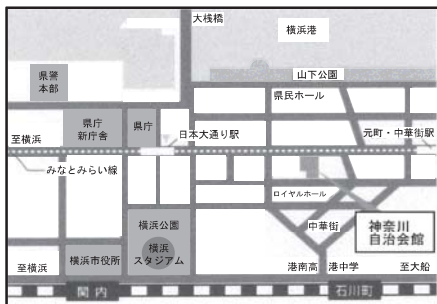 大桟橋
横浜港
山下公園
県警
本部
県民ホール
県庁
新庁舎
県庁
日本大通り駅
元町・中華街駅
至横浜
みなとみらい線
ロイヤルホール
横浜公園
中華街
神奈川
自治会館
横浜
スタジアム
至横浜
横浜市役所
港南高
港中学
至大船
関内
石川町